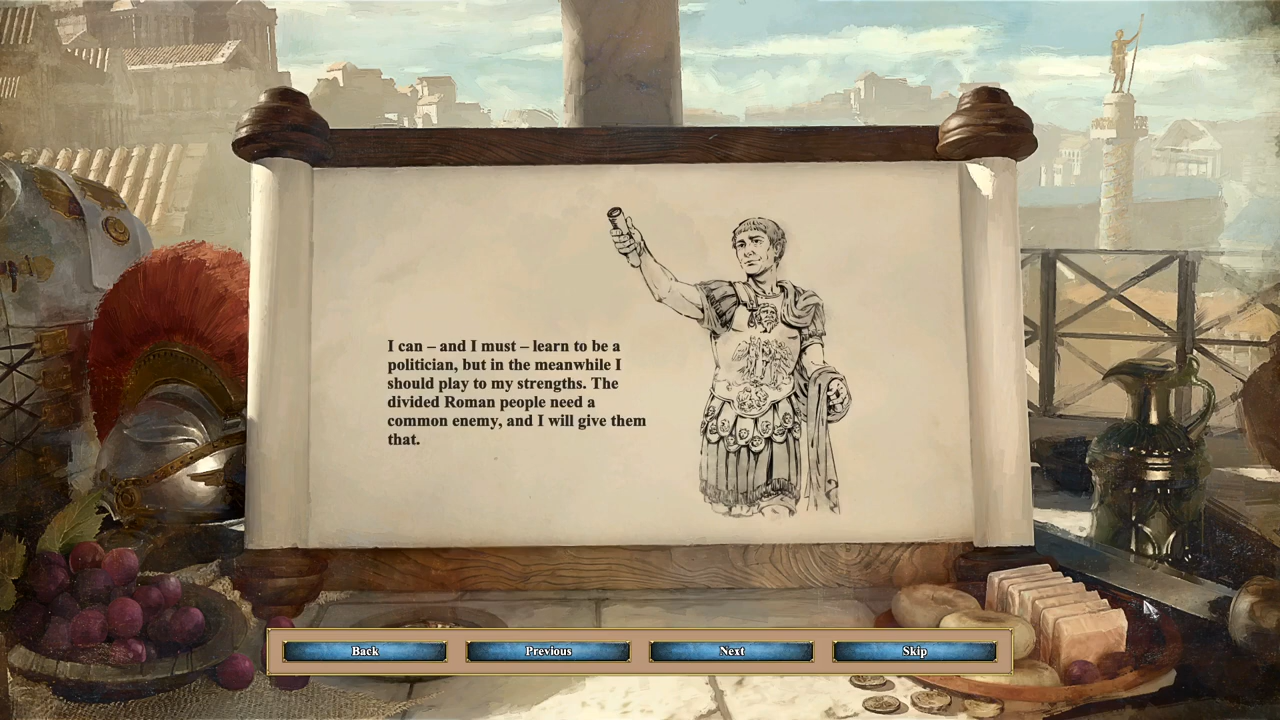 I can – and I must – learn to be a
politician, but in the meanwhile I
should play to my strengths. The
divided Roman people need a
common enemy, and I will give them
that.
Back
Previous
Next
Skip